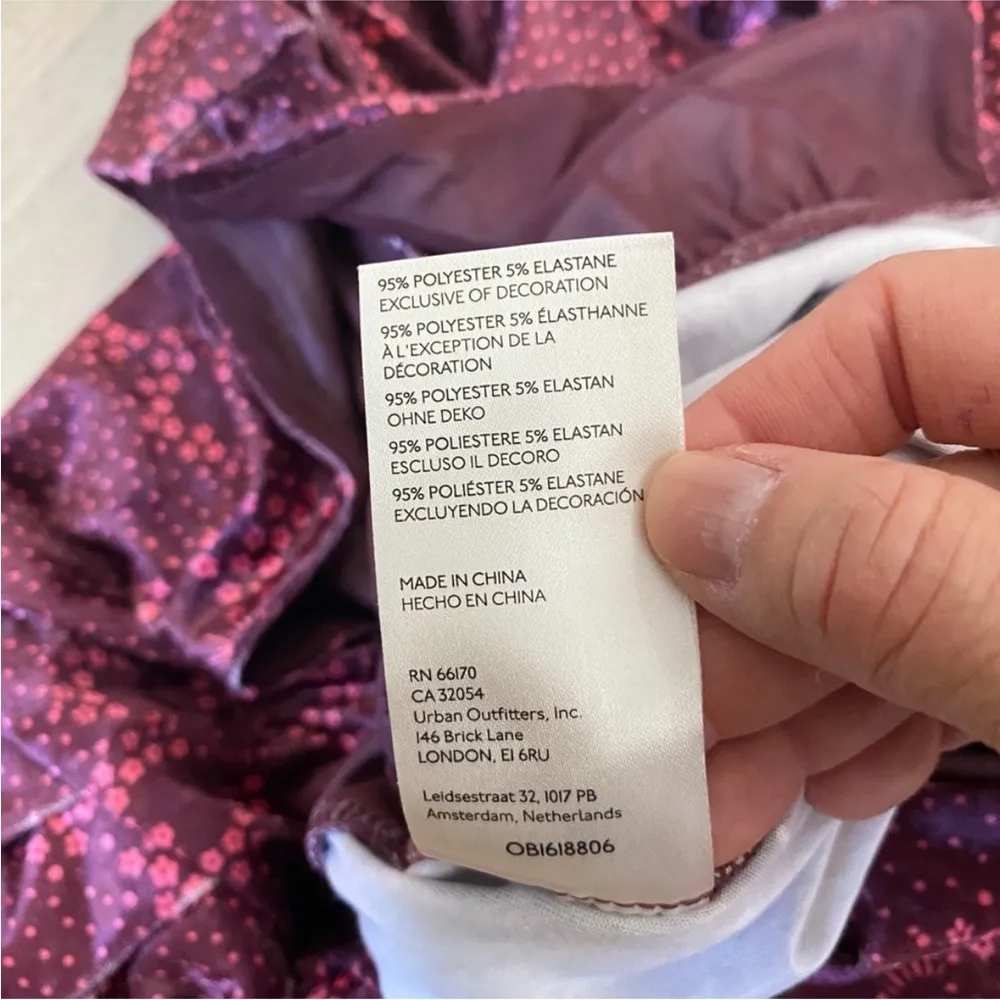 95% POLYESTER 5% ELASTANE
EXCLUSIVE OF DECORATION
95% POLYESTER 5% ÉLASTHANNE
À L'EXCEPTION DE LA
DÉCORATION
95% POLYESTER 5% ELASTAN
OHNE DEKO
95% POLIESTERE 5% ELASTAN
ESCLUSO IL DECORO
95% POLIÉSTER 5% ELASTANE
EXCLUYENDO LA DECORACIÓN
MADE IN CHINA
HECHO EN CHINA
RN 66170
CA 32054
Urban Outfitters, Inc.
146 Brick Lane
LONDON, E1 6RU
Leidsestraat 32, 1017 PB
Amsterdam, Netherlands
OB1618806